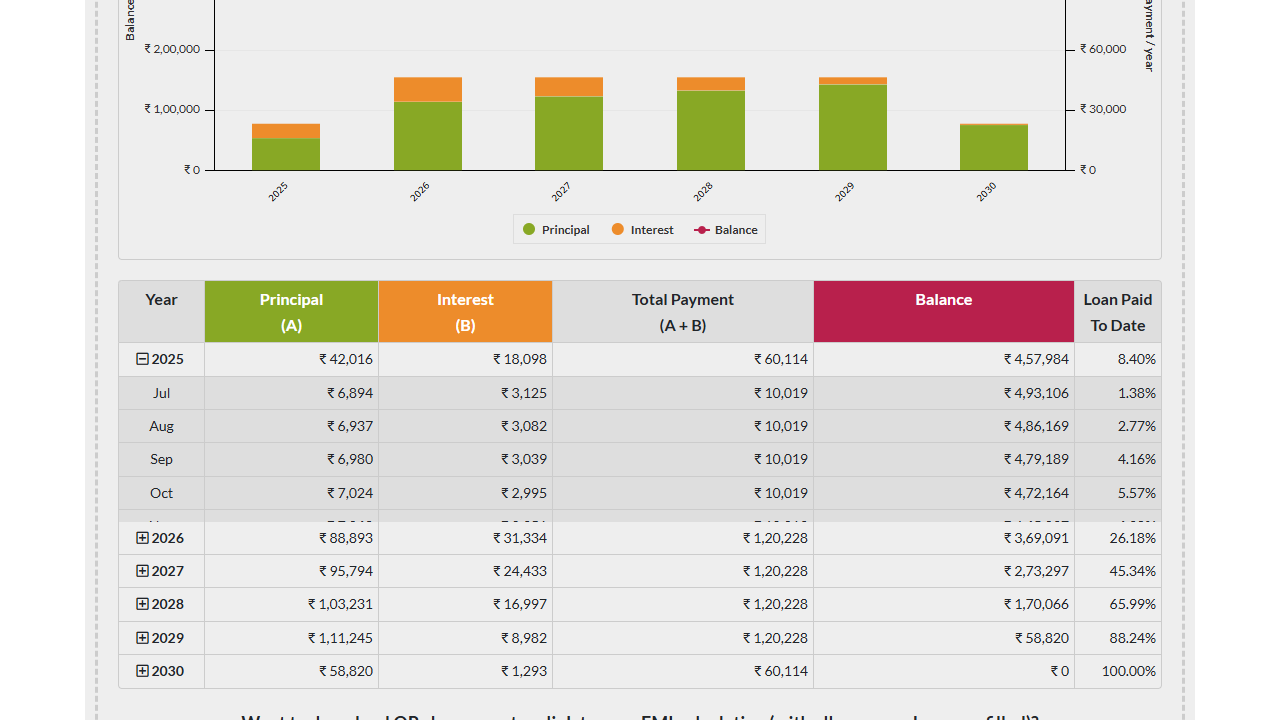 Balance
ayment / year
₹ 2,00,000
₹ 60,000
₹ 1,00,000
₹ 30,000
₹ 0
₹ 0
2025 2026 2027 2028 2029 2030
Principal Interest Balance
Year Principal (A) Interest (B) Total Payment (A + B) Balance Loan Paid To Date
2025 ₹ 42,016 ₹ 18,098 ₹ 60,114 ₹ 4,57,984 8.40%
Jul ₹ 6,894 ₹ 3,125 ₹ 10,019 ₹ 4,93,106 1.38%
Aug ₹ 6,937 ₹ 3,082 ₹ 10,019 ₹ 4,86,169 2.77%
Sep ₹ 6,980 ₹ 3,039 ₹ 10,019 ₹ 4,79,189 4.16%
Oct ₹ 7,024 ₹ 2,995 ₹ 10,019 ₹ 4,72,164 5.57%
2026 ₹ 88,893 ₹ 31,334 ₹ 1,20,228 ₹ 3,69,091 26.18%
2027 ₹ 95,794 ₹ 24,433 ₹ 1,20,228 ₹ 2,73,297 45.34%
2028 ₹ 1,03,231 ₹ 16,997 ₹ 1,20,228 ₹ 1,70,066 65.99%
2029 ₹ 1,11,245 ₹ 8,982 ₹ 1,20,228 ₹ 58,820 88.24%
2030 ₹ 58,820 ₹ 1,293 ₹ 60,114 ₹ 0 100.00%